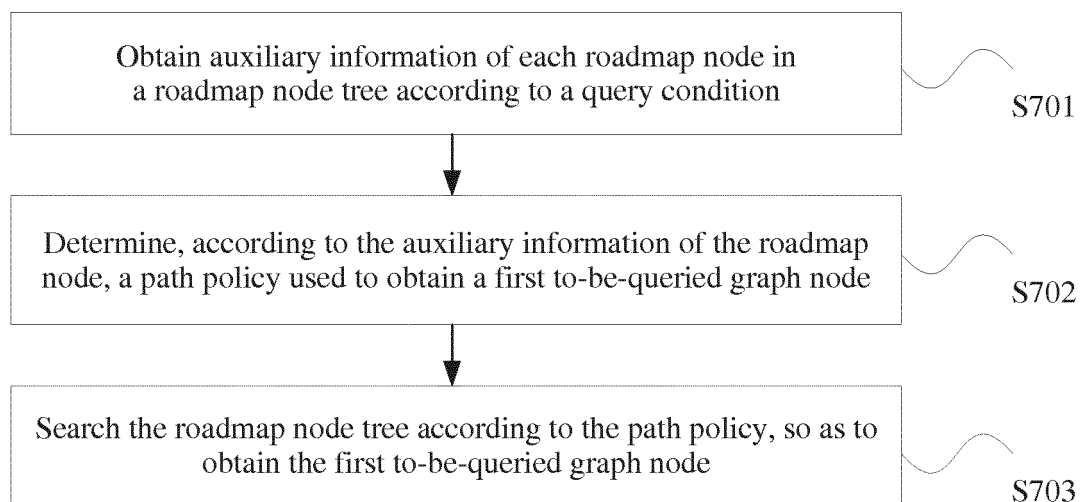 Obtain auxiliary information of each roadmap node in
a roadmap node tree according to a query condition
S701
Determine, according to the auxiliary information of the roadmap
node, a path policy used to obtain a first to-be-queried graph node
S702
Search the roadmap node tree according to the path policy, so as to
obtain the first to-be-queried graph node
S703